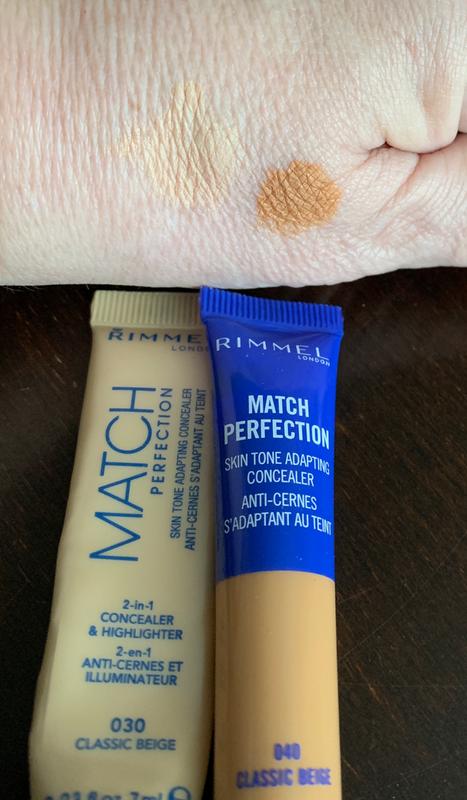 RIMMEL
LONDON
MATCH
PERFECTION
SKIN TONE ADAPTING CONCEALER
ANTI-CERNES S'ADAPTANT AU TEINT
2-in-1
CONCEALER
& HIGHLIGHTER
2-en-1
ANTI-CERNES ET
ILLUMINATEUR
030
CLASSIC BEIGE
RIMMEL
LONDON
MATCH
PERFECTION
SKIN TONE ADAPTING
CONCEALER
ANTI-CERNES
S'ADAPTANT AU TEINT
040
CLASSIC BEIGE